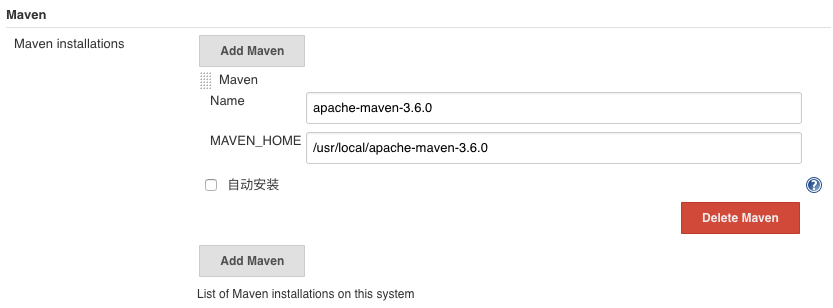 Maven
Maven installations
Add Maven
Maven
Name
apache-maven-3.6.0
MAVEN_HOME
/usr/local/apache-maven-3.6.0
自动安装
?
Delete Maven
Add Maven
List of Maven installations on this system